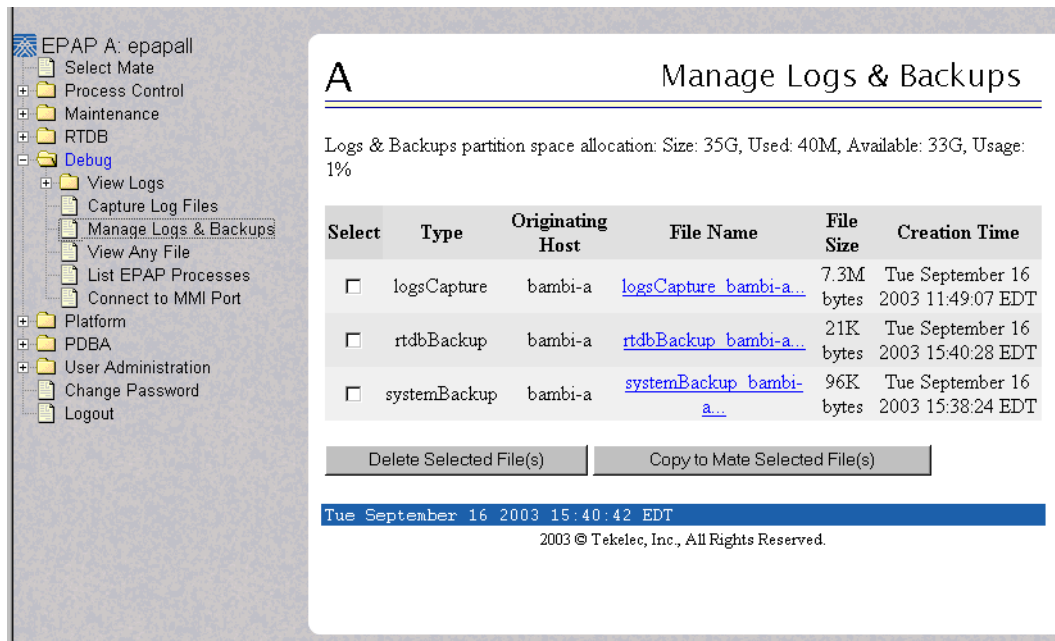 EPAP A: epapall
Select Mate
Process Control
Maintenance
RTDB
Debug
View Logs
Capture Log Files
Manage Logs & Backups
View Any File
List EPAP Processes
Connect to MMI Port
Platform
PDBA
User Administration
Change Password
Logout
A
Manage Logs & Backups
Logs & Backups partition space allocation: Size: 35G, Used: 40M, Available: 33G, Usage:
1%
Select Type Originating Host File Name File Size Creation Time
logsCapture bambi-a logsCapture bambi-a... 7.3M bytes Tue September 16 2003 11:49:07 EDT
rtdbBackup bambi-a rtdbBackup bambi-a... 21K bytes Tue September 16 2003 15:40:28 EDT
systemBackup bambi-a systemBackup bambi-a... 96K bytes Tue September 16 2003 15:38:24 EDT
Delete Selected File(s) Copy to Mate Selected File(s)
Tue September 16 2003 15:40:42 EDT
2003 © Tekelec, Inc., All Rights Reserved.